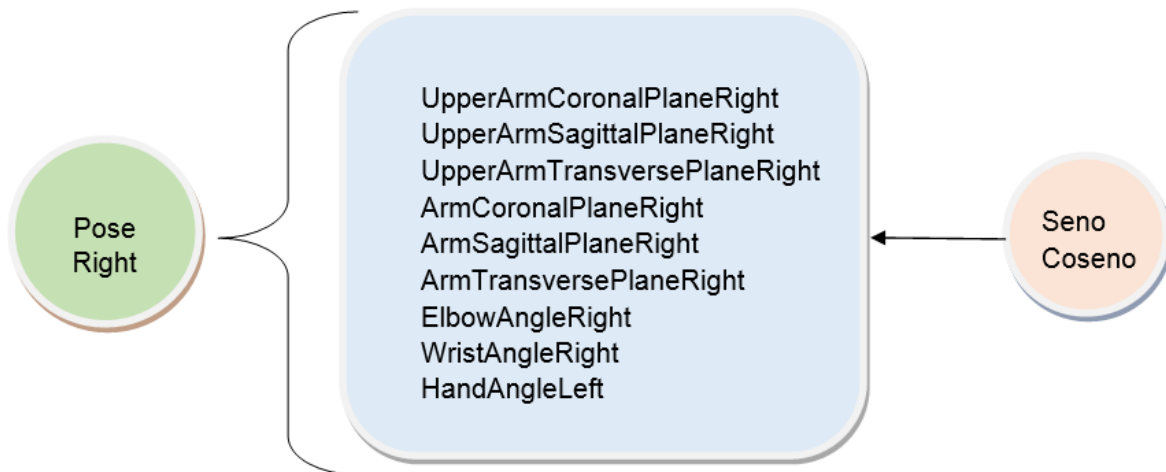 Pose
Right
UpperArmCoronalPlaneRight
UpperArmSagittalPlaneRight
UpperArmTransversePlaneRight
ArmCoronalPlaneRight
ArmSagittalPlaneRight
ArmTransversePlaneRight
ElbowAngleRight
WristAngleRight
HandAngleLeft
Seno
Coseno